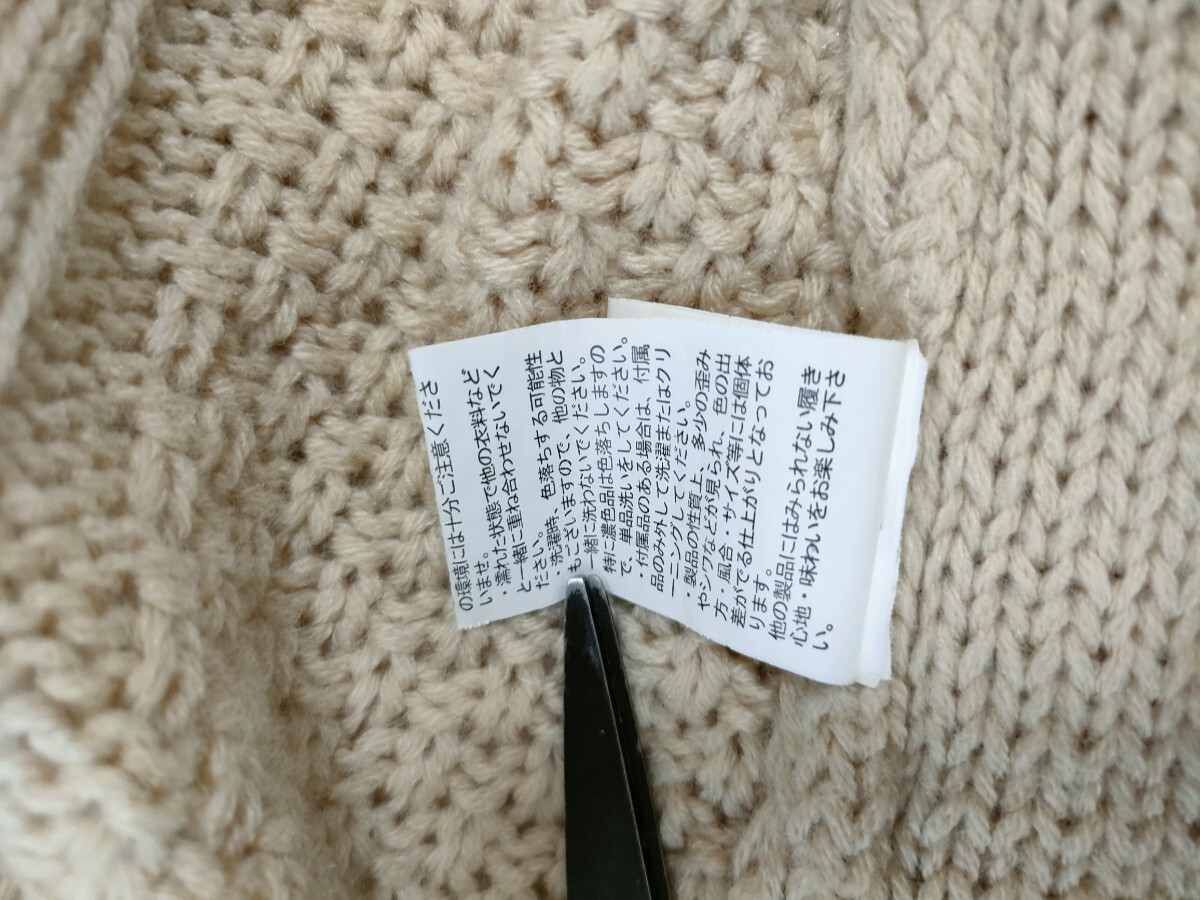 の環境には十分ご注意くださ
いませ。
・濡れた状態で他の衣料など
と一緒に重ね合わせないでく
ださい。
・洗濯時、色落ちする可能性
もございますので、他の物と
一緒に洗わないでください。
特に濃色品は色落ちしますの
で、単品洗いをしてください。
・付属品のある場合は、付属
品のみ外して洗濯またはクリ
ーニングしてください。
・製品の性質上、多少の歪み
やシワなどが見られ、色の出
方・風合・サイズ等には個体
差がでる仕上がりとなってお
ります。
他の製品にはみられない履き
心地・味わいをお楽しみ下さ
い。